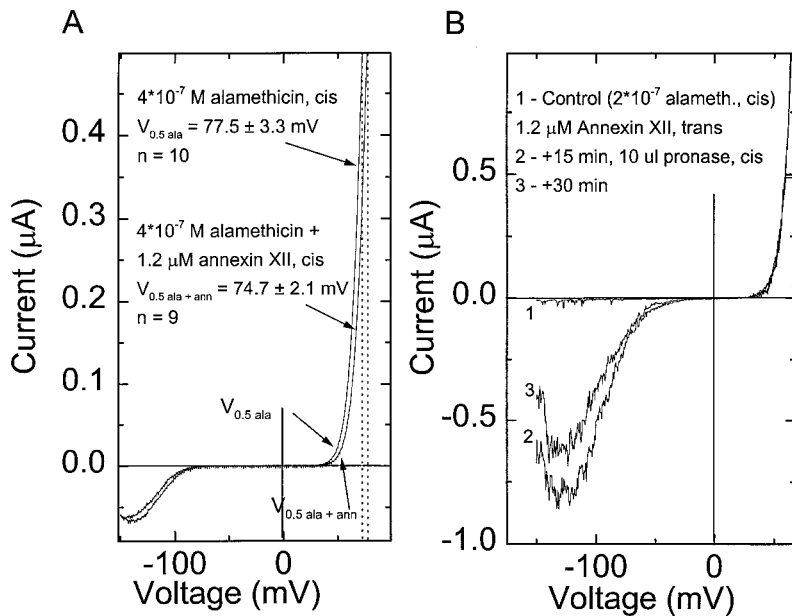 A
4*10⁻⁷ M alamethicin, cis
V0.5 ala = 77.5 ± 3.3 mV
n = 10
4*10⁻⁷ M alamethicin +
1.2 µM annexin XII, cis
V0.5 ala + ann = 74.7 ± 2.1 mV
n = 9
V0.5 ala
V0.5 ala + ann
0.4
0.3
0.2
0.1
0.0
Current (µA)
-100
0
Voltage (mV)
B
1 - Control (2*10⁻⁷ alameth., cis)
1.2 µM Annexin XII, trans
2 - +15 min, 10 ul pronase, cis
3 - +30 min
0.5
0.0
-0.5
-1.0
1
3
2
Current (µA)
-100
0
Voltage (mV)